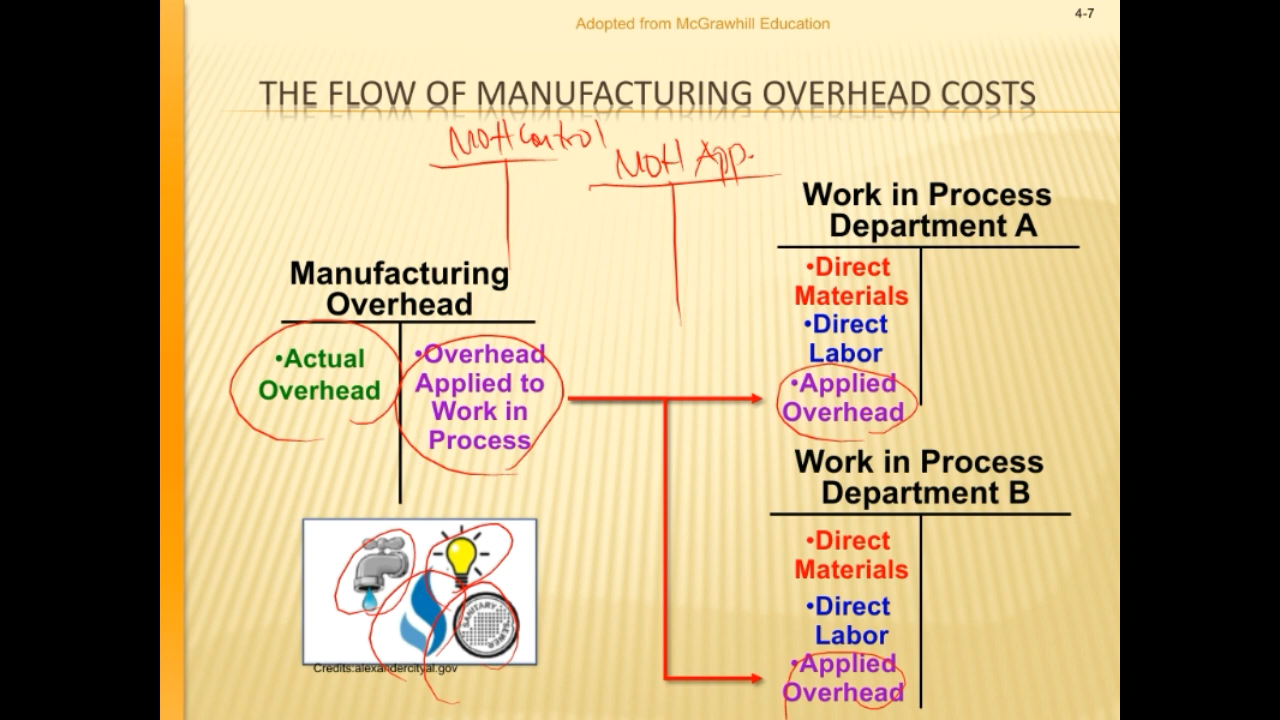 Adopted from McGrawhill Education
4-7
THE FLOW OF MANUFACTURING OVERHEAD COSTS
MOH Control
MOH App.
Manufacturing
Overhead
•Actual
Overhead
•Overhead
Applied to
Work in
Process
Work in Process
Department A
•Direct
Materials
•Direct
Labor
•Applied
Overhead
Work in Process
Department B
•Direct
Materials
•Direct
Labor
•Applied
Overhead
SANITARY
SEWER
Credits:alexandercityal.gov